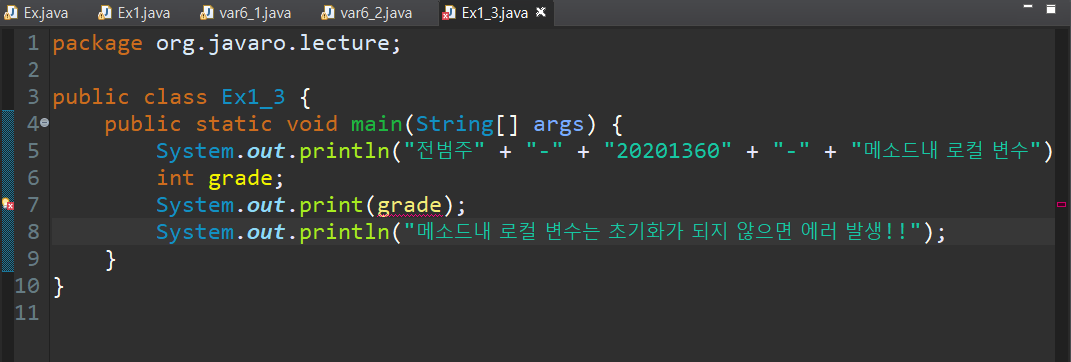 Ex.java Ex1.java var6_1.java var6_2.java Ex1_3.java
1 package org.javaro.lecture;
2
3 public class Ex1_3 {
4 public static void main(String[] args) {
5 System.out.println("전범주" + "-" + "20201360" + "-" + "메소드내 로컬 변수")
6 int grade;
7 System.out.print(grade);
8 System.out.println("메소드내 로컬 변수는 초기화가 되지 않으면 에러 발생!!");
9 }
10 }
11